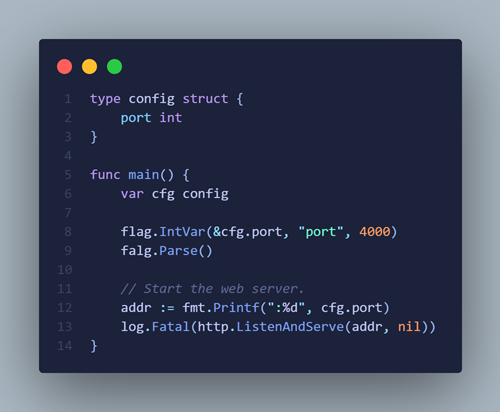 1 type config struct {
2     port int
3 }
4
5 func main() {
6     var cfg config
7
8     flag.IntVar(&cfg.port, "port", 4000)
9     falg.Parse()
10
11     // Start the web server.
12     addr := fmt.Printf(":%d", cfg.port)
13     log.Fatal(http.ListenAndServe(addr, nil))
14 }